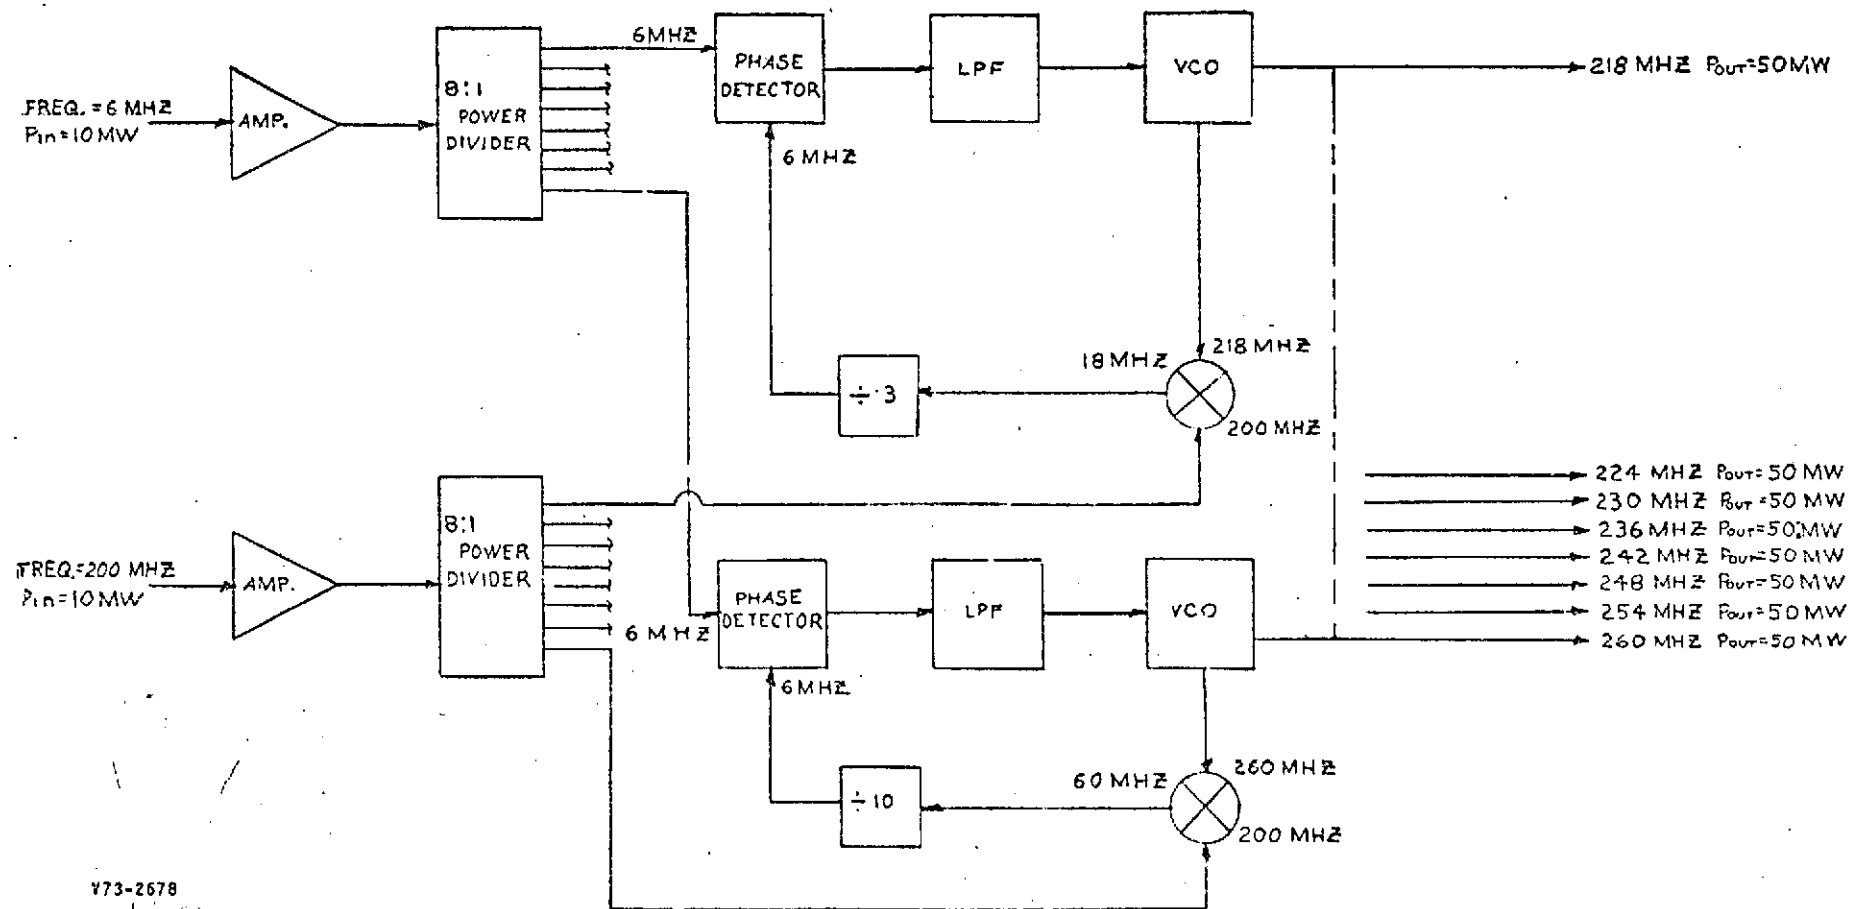 FREQ. = 6 MHZ
Pin = 10 MW
AMP.
8:1
POWER
DIVIDER
6 MHZ
PHASE
DETECTOR
LPF
VCO
218 MHZ POUT=50 MW
6 MHZ
÷ 3
18 MHZ
218 MHZ
200 MHZ
FREQ.=200 MHZ
Pin=10 MW
AMP.
8:1
POWER
DIVIDER
6 MHZ
PHASE
DETECTOR
LPF
VCO
224 MHZ POUT=50 MW
230 MHZ POUT=50 MW
236 MHZ POUT=50 MW
242 MHZ POUT=50 MW
248 MHZ POUT=50 MW
254 MHZ POUT=50 MW
260 MHZ POUT=50 MW
6 MHZ
÷ 10
60 MHZ
260 MHZ
200 MHZ
V73-2678